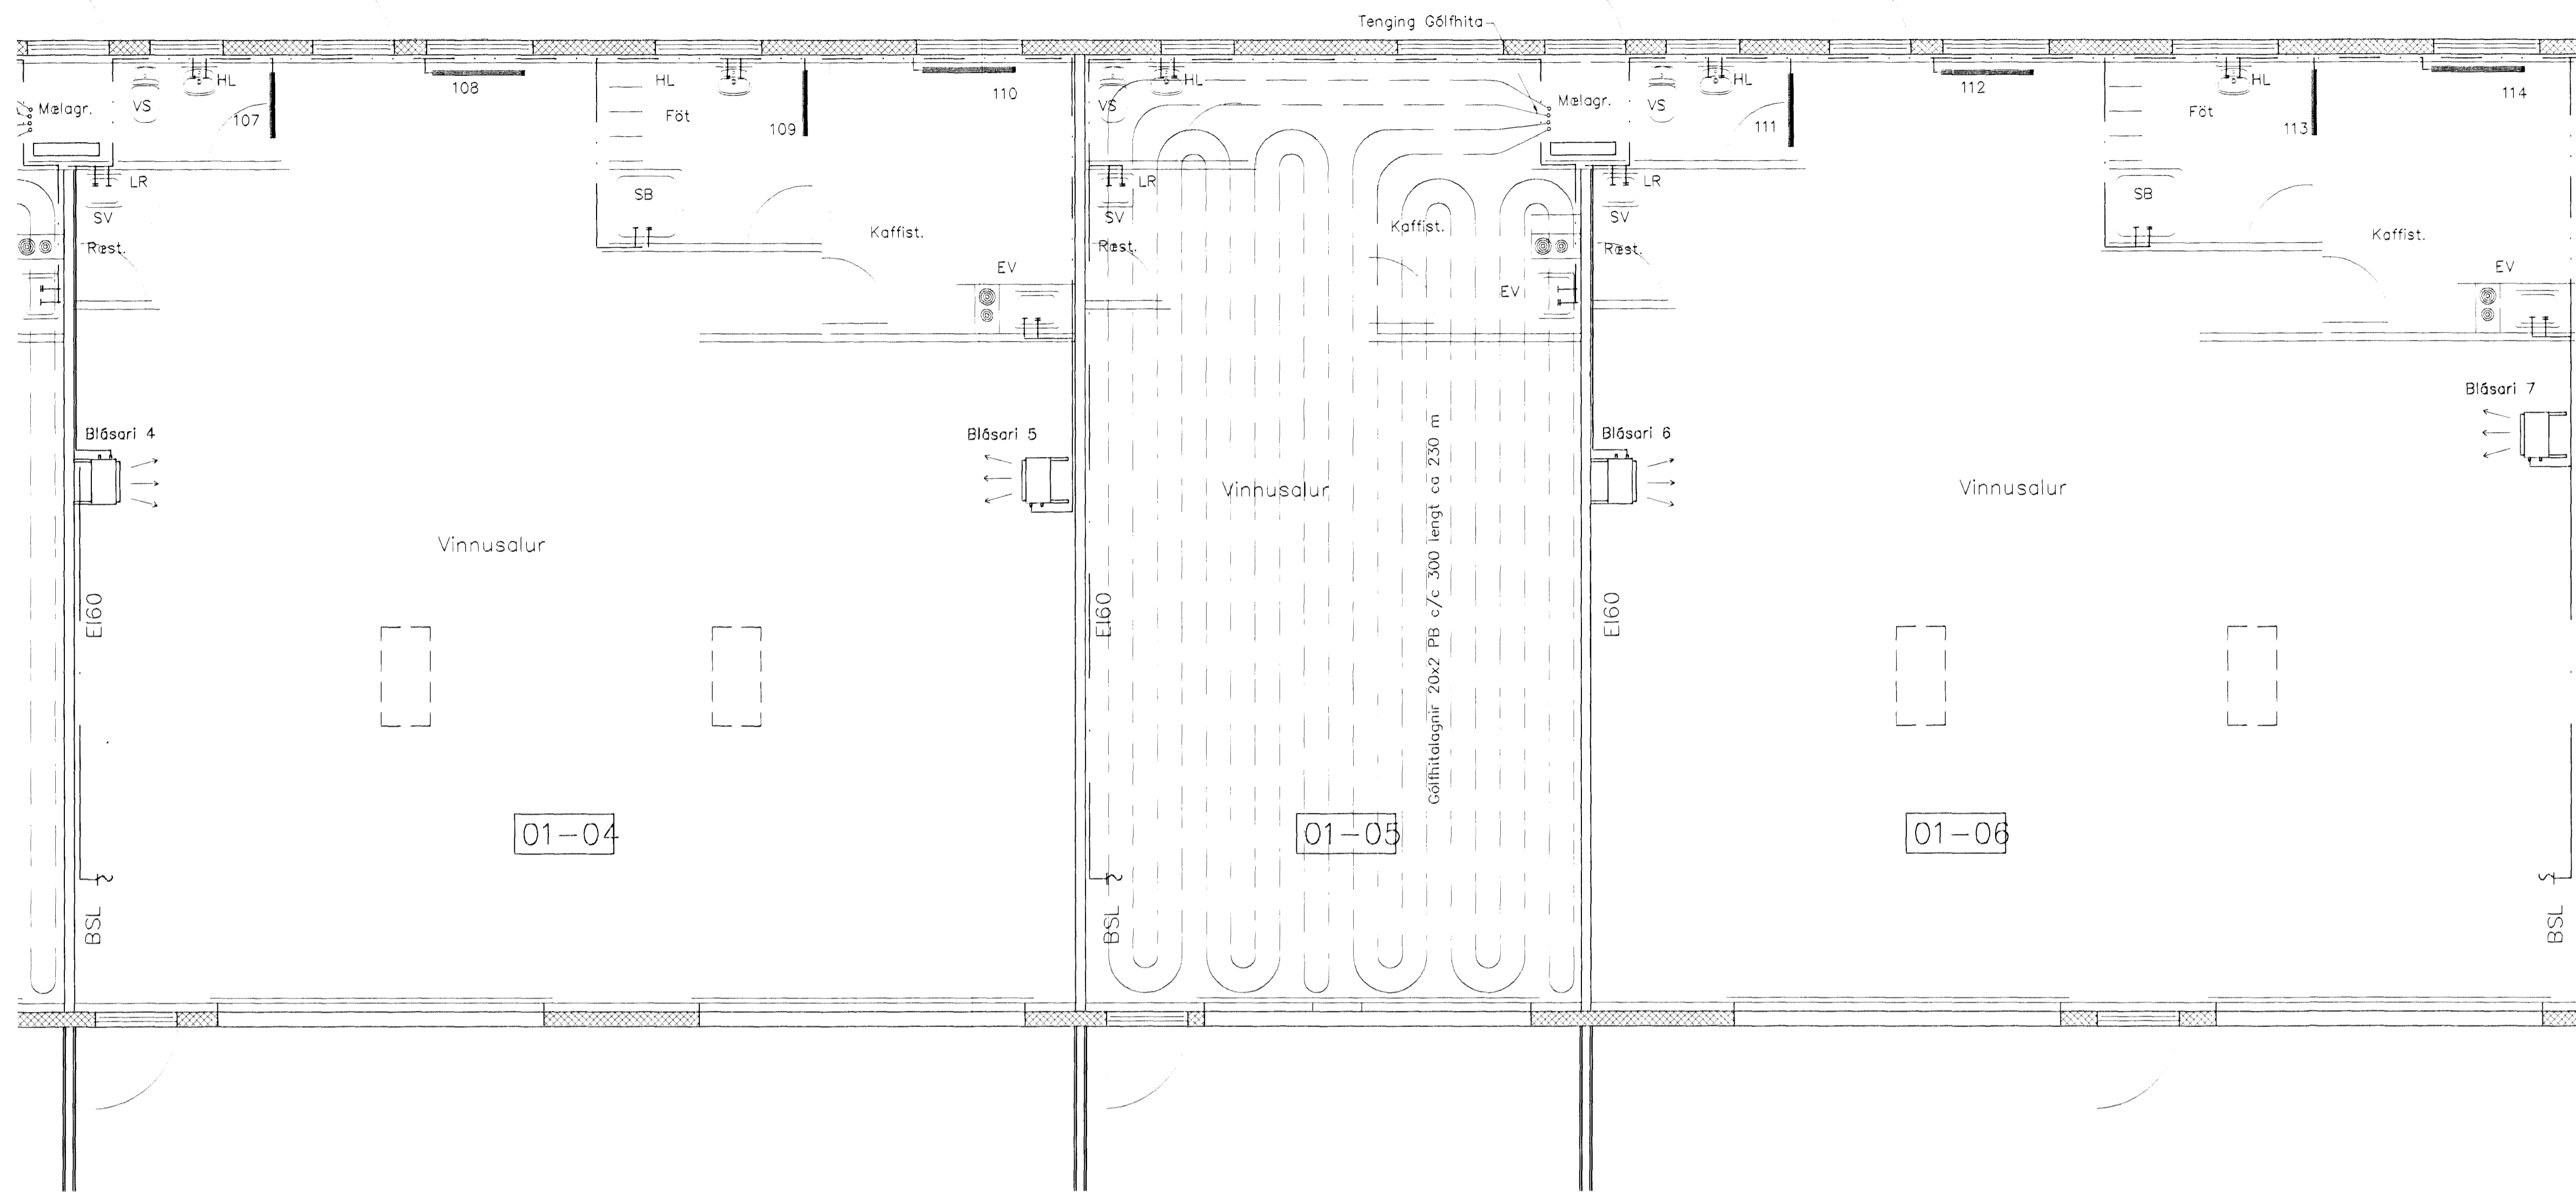 Tenging Gólfhita
Mælagr.
VS
HL
107
108
HL
Föt
109
110
VS
HL
Mælagr.
VS
HL
111
112
Föt
HL
113
114
LR
SV
Ræst.
SB
Kaffist.
EV
LR
SV
Ræst.
Kaffist.
EV
LR
SV
Ræst.
SB
Kaffist.
EV
Blásari 4
Blásari 5
Blásari 6
Blásari 7
Vinnusalur
Vinnusalur
Vinnusalur
Gólfhitalagnir 20x2 PB c/c 300 lengt ca 230 m
EI60
EI60
EI60
01-04
01-05
01-06
BSL
BSL
BSL